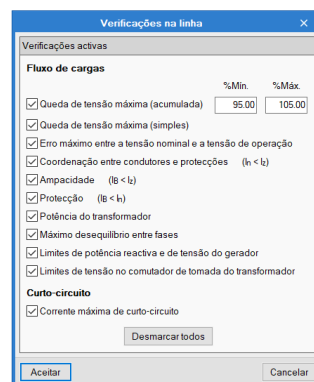 Verificações na linha
Verificações activas
Fluxo de cargas
%Mín. %Máx.
Queda de tensão máxima (acumulada) 95.00 105.00
Queda de tensão máxima (simples)
Erro máximo entre a tensão nominal e a tensão de operação
Coordenação entre condutores e protecções (In < Iz)
Ampacidade (IB < Iz)
Protecção (IB < In)
Potência do transformador
Máximo desequilíbrio entre fases
Limites de potência reactiva e de tensão do gerador
Limites de tensão no comutador de tomada do transformador
Curto-circuito
Corrente máxima de curto-circuito
Desmarcar todos
Aceitar Cancelar